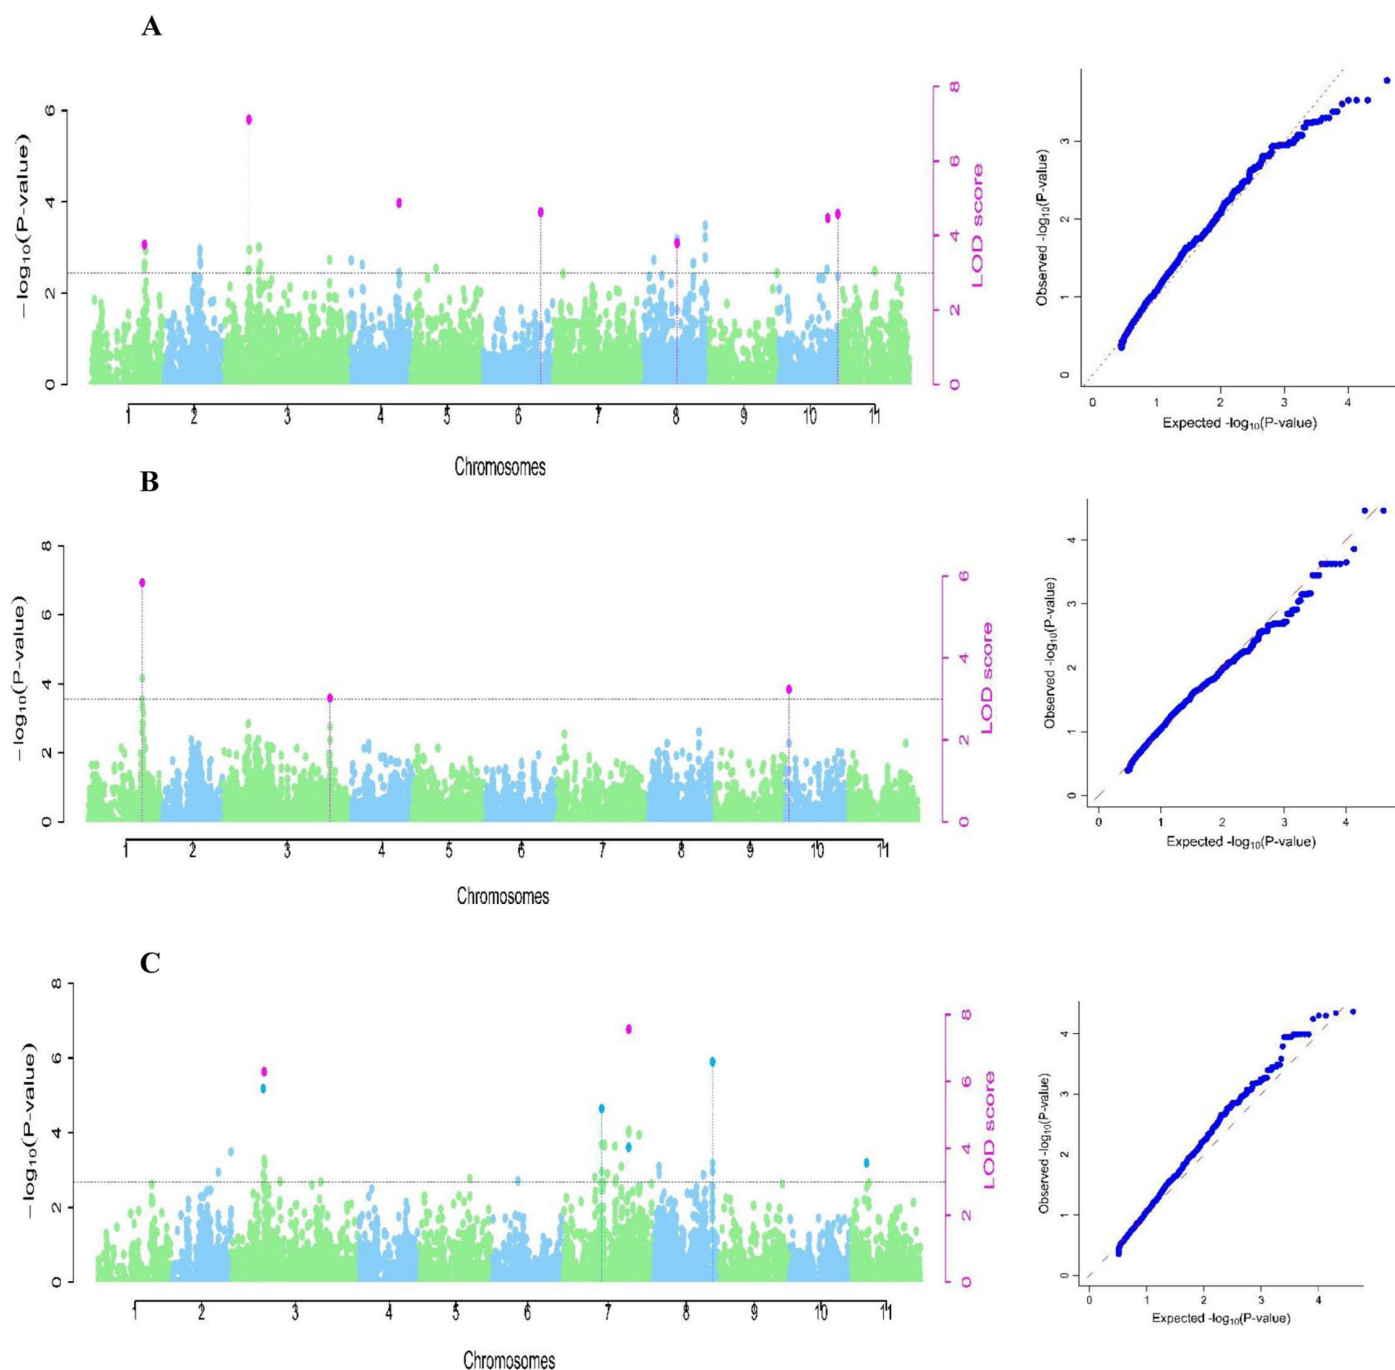 A
−log10(P-value)
0 2 4 6
LOD score
0 2 4 6 8
1 2 3 4 5 6 7 8 9 10 11
Chromosomes
Observed -log10(P-value)
0 1 2 3
0 1 2 3 4
Expected -log10(P-value)
B
−log10(P-value)
0 2 4 6 8
LOD score
0 2 4 6
1 2 3 4 5 6 7 8 9 10 11
Chromosomes
Observed -log10(P-value)
0 1 2 3 4
0 1 2 3 4
Expected -log10(P-value)
C
−log10(P-value)
0 2 4 6 8
LOD score
0 2 4 6 8
1 2 3 4 5 6 7 8 9 10 11
Chromosomes
Observed -log10(P-value)
0 1 2 3 4
0 1 2 3 4
Expected -log10(P-value)